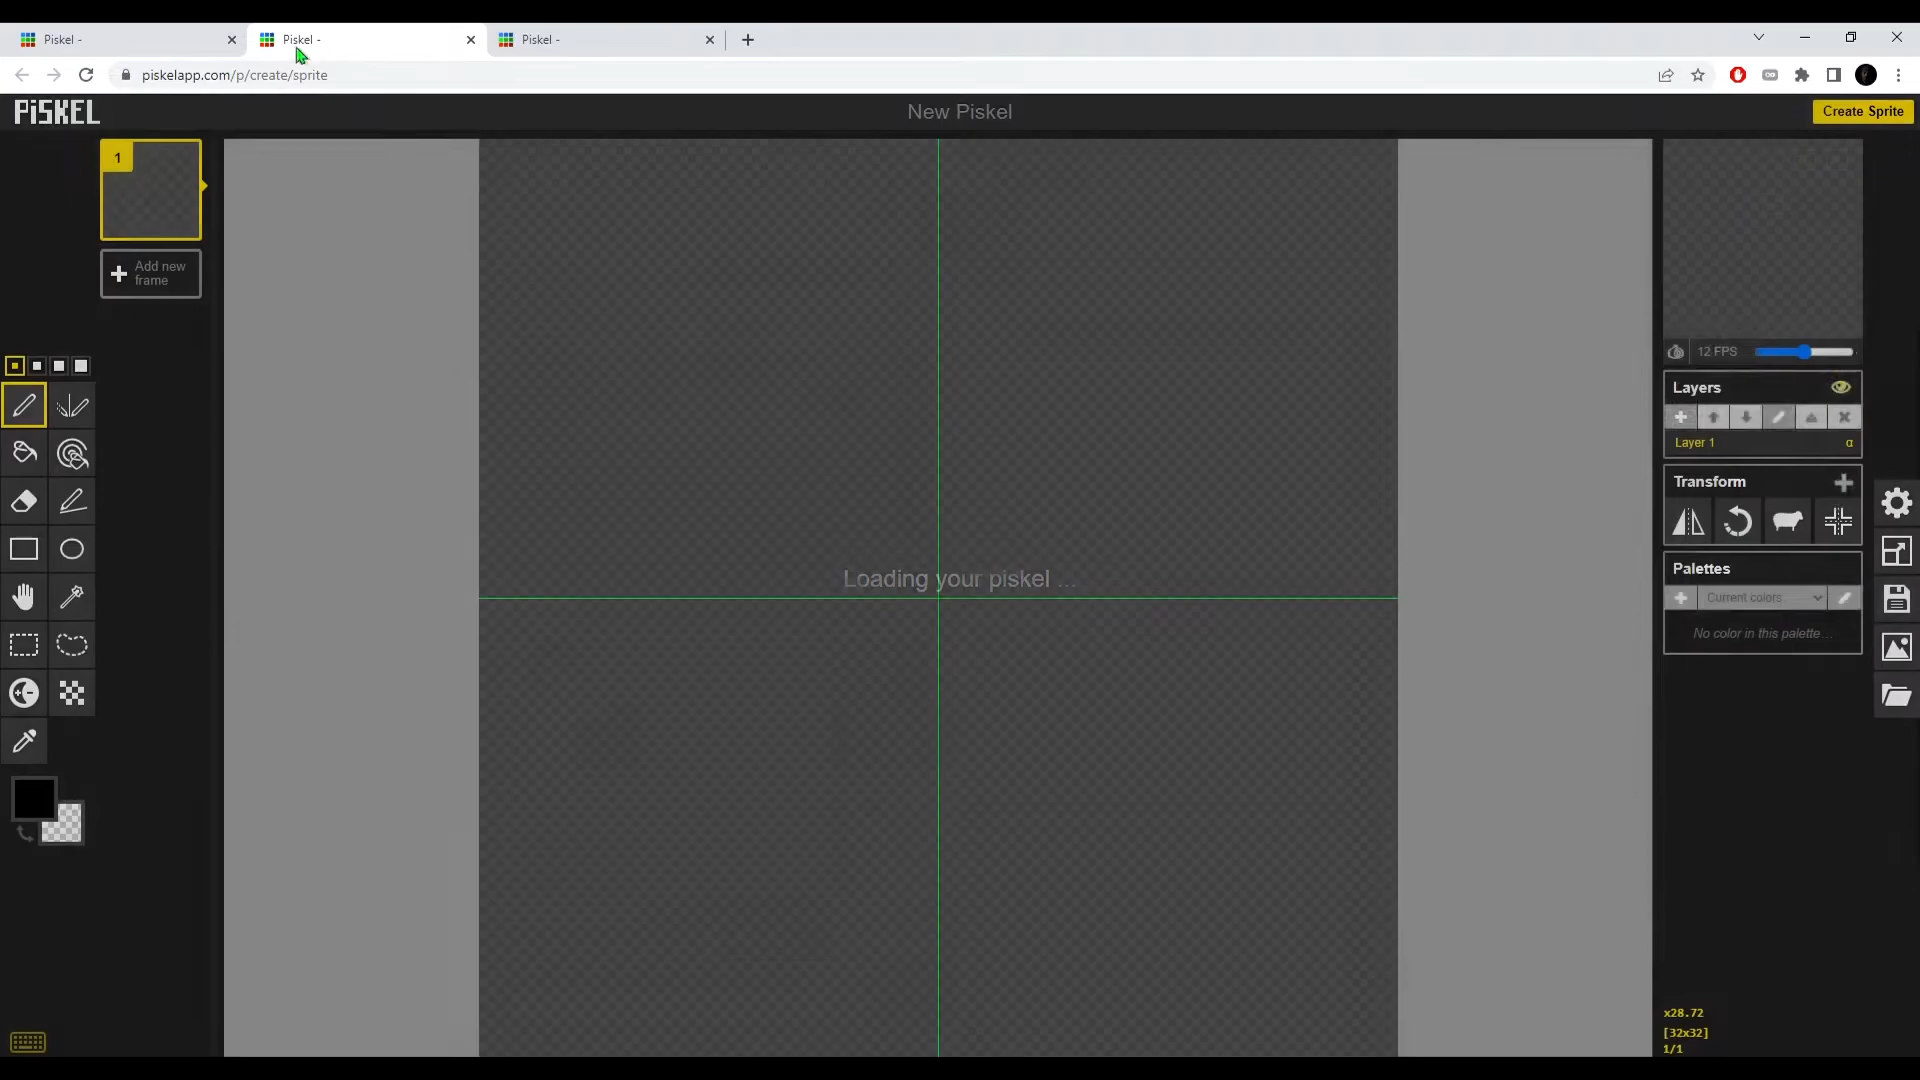 Piskel -
Piskel -
Piskel -
piskelapp.com/p/create/sprite
PiSKEL
New Piskel
Create Sprite
1
Add new
frame
Loading your piskel ...
12 FPS
Layers
Layer 1
α
Transform
Palettes
Current colors
No color in this palette...
x28.72
[32x32]
1/1